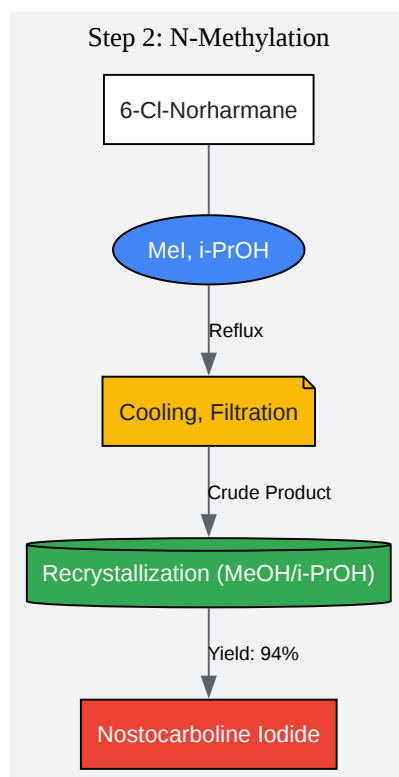 Step 2: N-Methylation
6-Cl-Norharmane
MeI, i-PrOH
Reflux
Cooling, Filtration
Crude Product
Recrystallization (MeOH/i-PrOH)
Yield: 94%
Nostocarboline Iodide